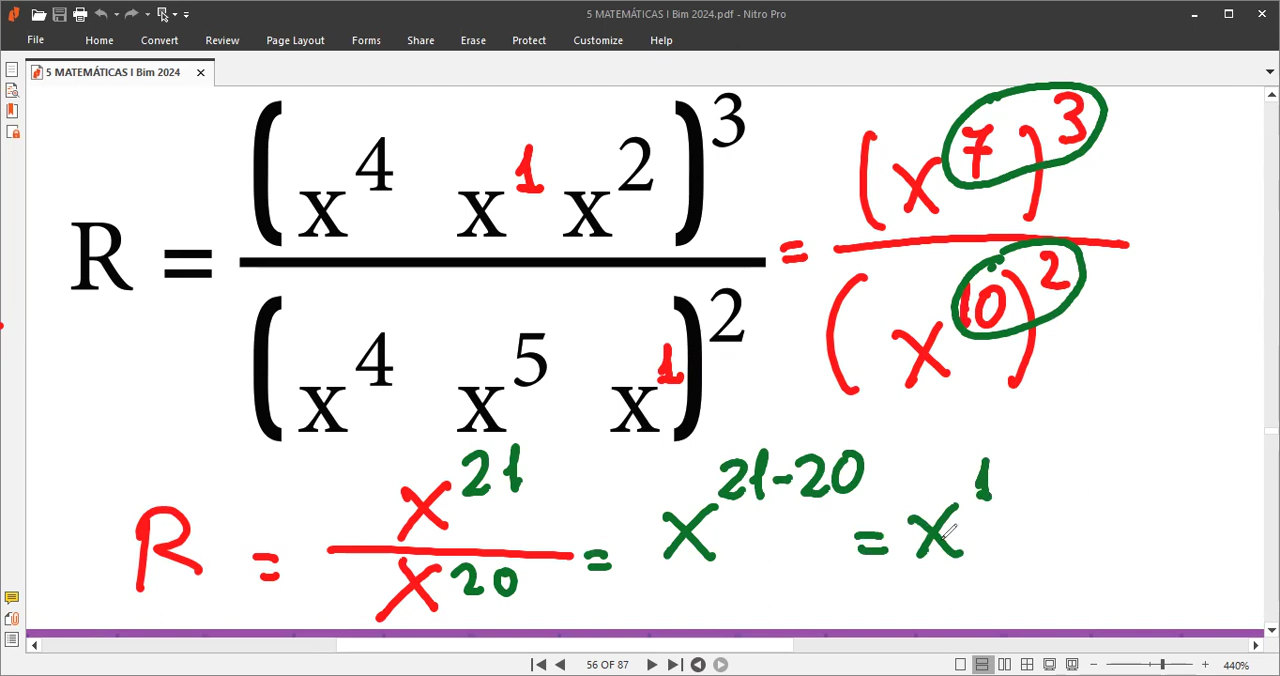 5 MATEMÁTICAS I Bim 2024.pdf - Nitro Pro
File Home Convert Review Page Layout Forms Share Erase Protect Customize Help
5 MATEMÁTICAS I Bim 2024
R = (x⁴ x¹ x²)³ / (x⁴ x⁵ x¹)² = (x⁷)³ / (x¹⁰)²
R = x²¹ / x²⁰ = x²¹⁻²⁰ = x¹
56 OF 87
440%